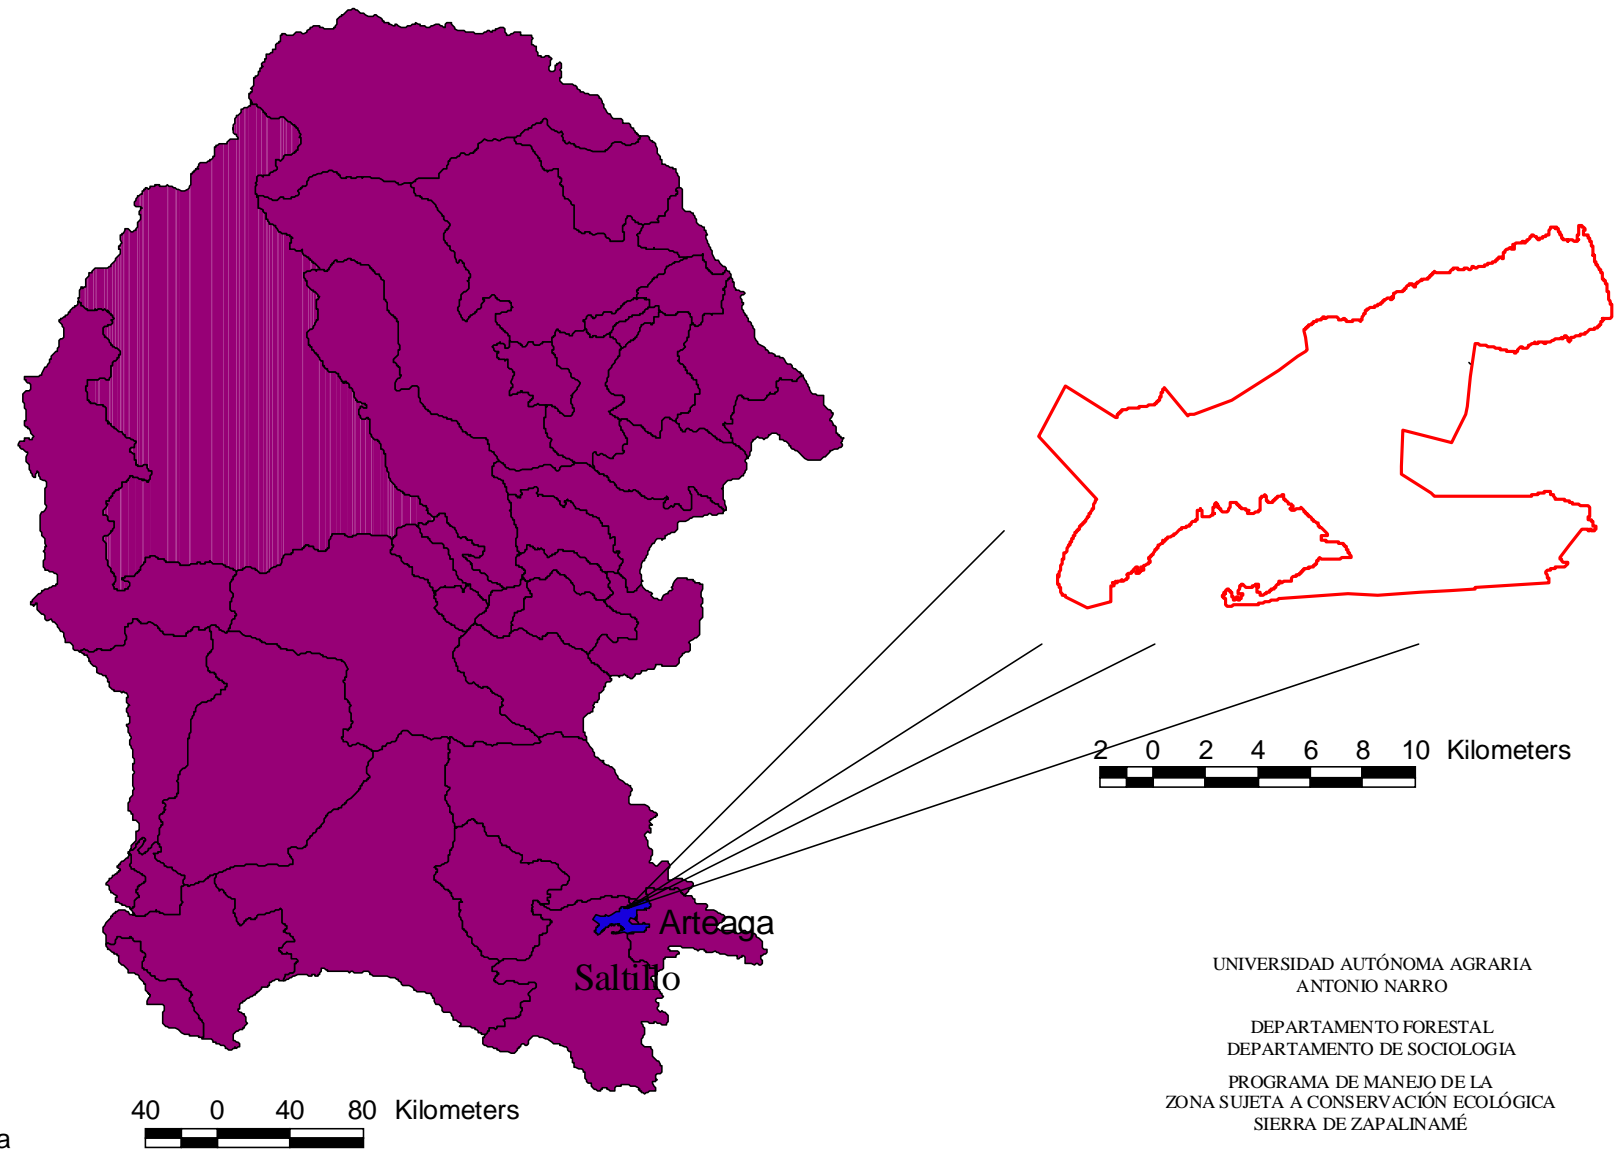 2 0 2 4 6 8 10 Kilometers
Arteaga
Saltillo
UNIVERSIDAD AUTÓNOMA AGRARIA
ANTONIO NARRO
DEPARTAMENTO FORESTAL
DEPARTAMENTO DE SOCIOLOGIA
PROGRAMA DE MANEJO DE LA
ZONA SUJETA A CONSERVACIÓN ECOLÓGICA
SIERRA DE ZAPALINAMÉ
40 0 40 80 Kilometers
a